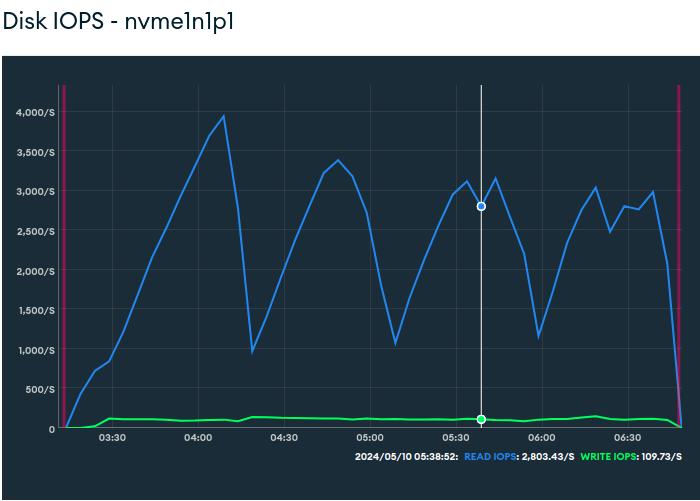 Disk IOPS - nvme1n1p1
4,000/S
3,500/S
3,000/S
2,500/S
2,000/S
1,500/S
1,000/S
500/S
0
03:30 04:00 04:30 05:00 05:30 06:00 06:30
2024/05/10 05:38:52: READ IOPS: 2,803.43/S WRITE IOPS: 109.73/S